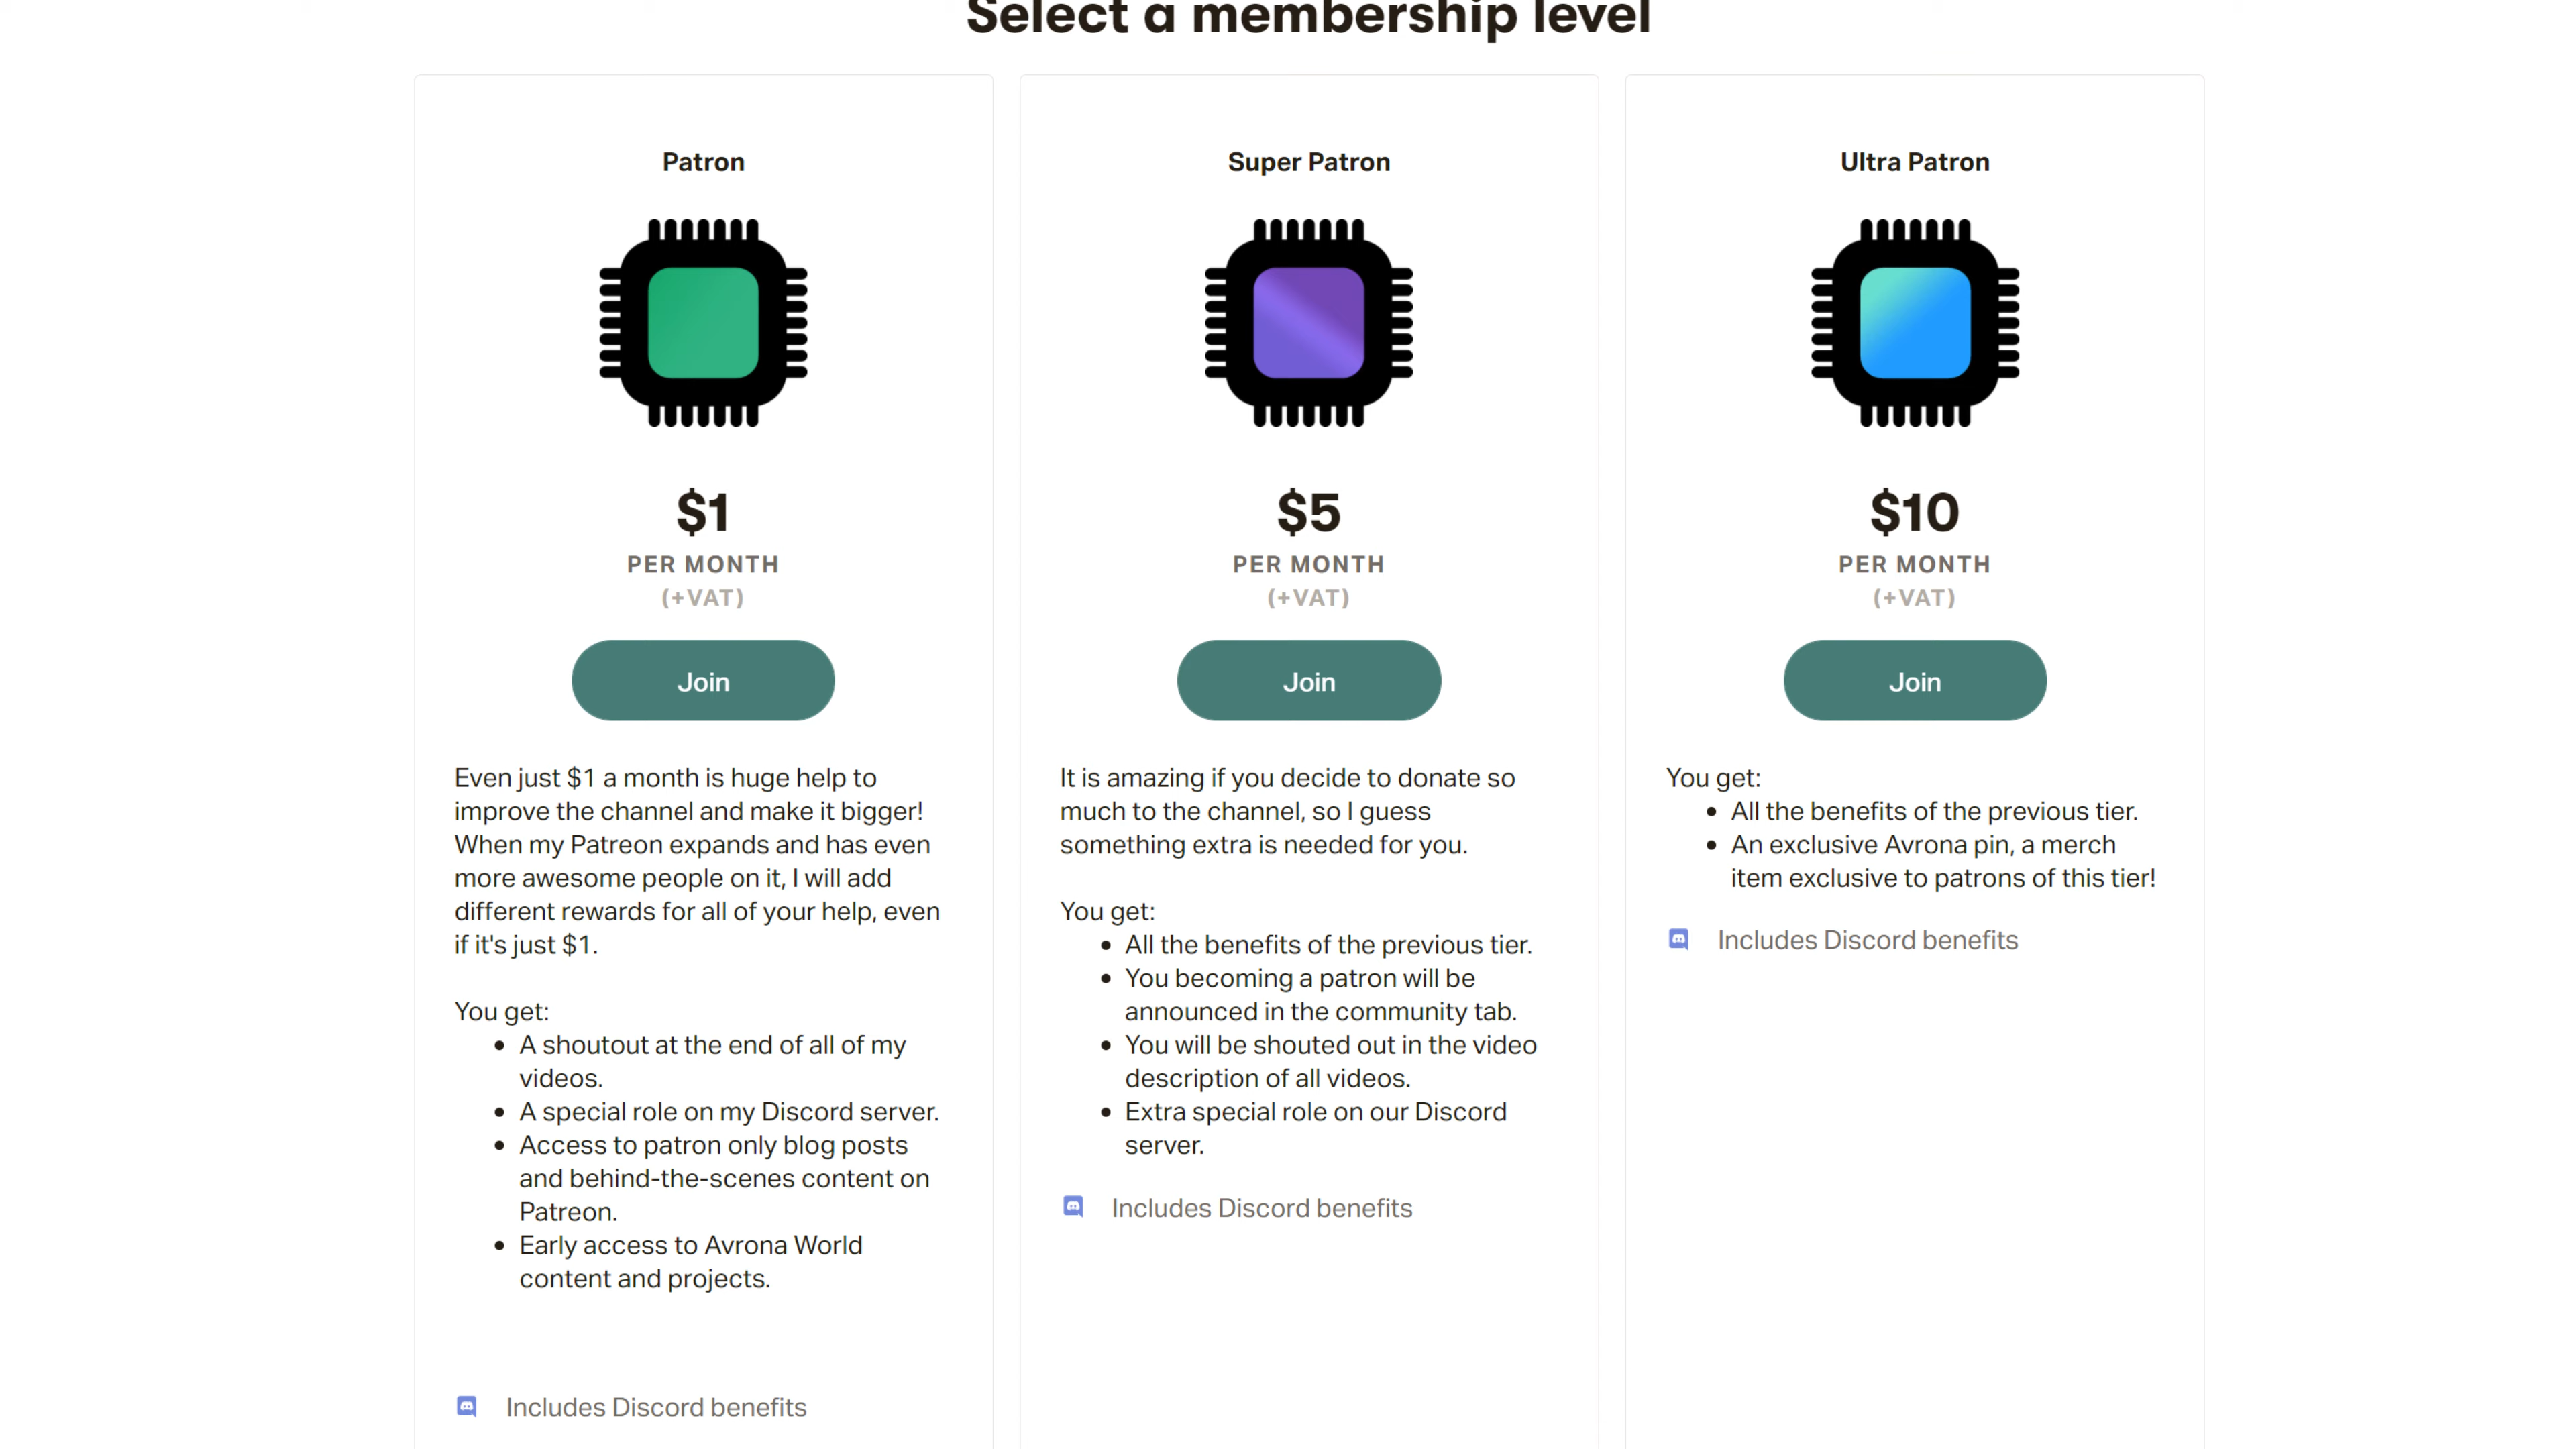 Select a membership level
Patron
$1
PER MONTH
(+VAT)
Join
Even just $1 a month is huge help to
improve the channel and make it bigger!
When my Patreon expands and has even
more awesome people on it, I will add
different rewards for all of your help, even
if it's just $1.
You get:
• A shoutout at the end of all of my
videos.
• A special role on my Discord server.
• Access to patron only blog posts
and behind-the-scenes content on
Patreon.
• Early access to Avrona World
content and projects.
Includes Discord benefits
Super Patron
$5
PER MONTH
(+VAT)
Join
It is amazing if you decide to donate so
much to the channel, so I guess
something extra is needed for you.
You get:
• All the benefits of the previous tier.
• You becoming a patron will be
announced in the community tab.
• You will be shouted out in the video
description of all videos.
• Extra special role on our Discord
server.
Includes Discord benefits
Ultra Patron
$10
PER MONTH
(+VAT)
Join
You get:
• All the benefits of the previous tier.
• An exclusive Avrona pin, a merch
item exclusive to patrons of this tier!
Includes Discord benefits